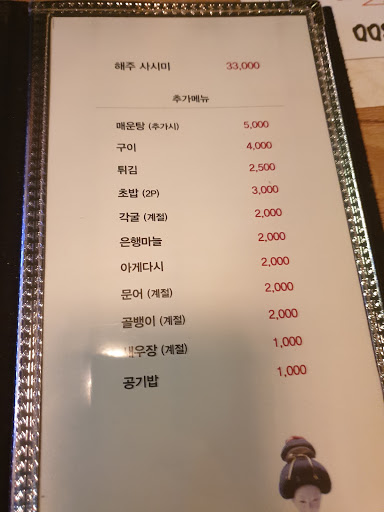 해주 사시미 33,000
추가메뉴
매운탕 (추가시) 5,000
구이 4,000
튀김 2,500
초밥 (2P) 3,000
각굴 (계절) 2,000
은행마늘 2,000
아게다시 2,000
문어 (계절) 2,000
골뱅이 (계절) 2,000
새우장 (계절) 1,000
공기밥 1,000